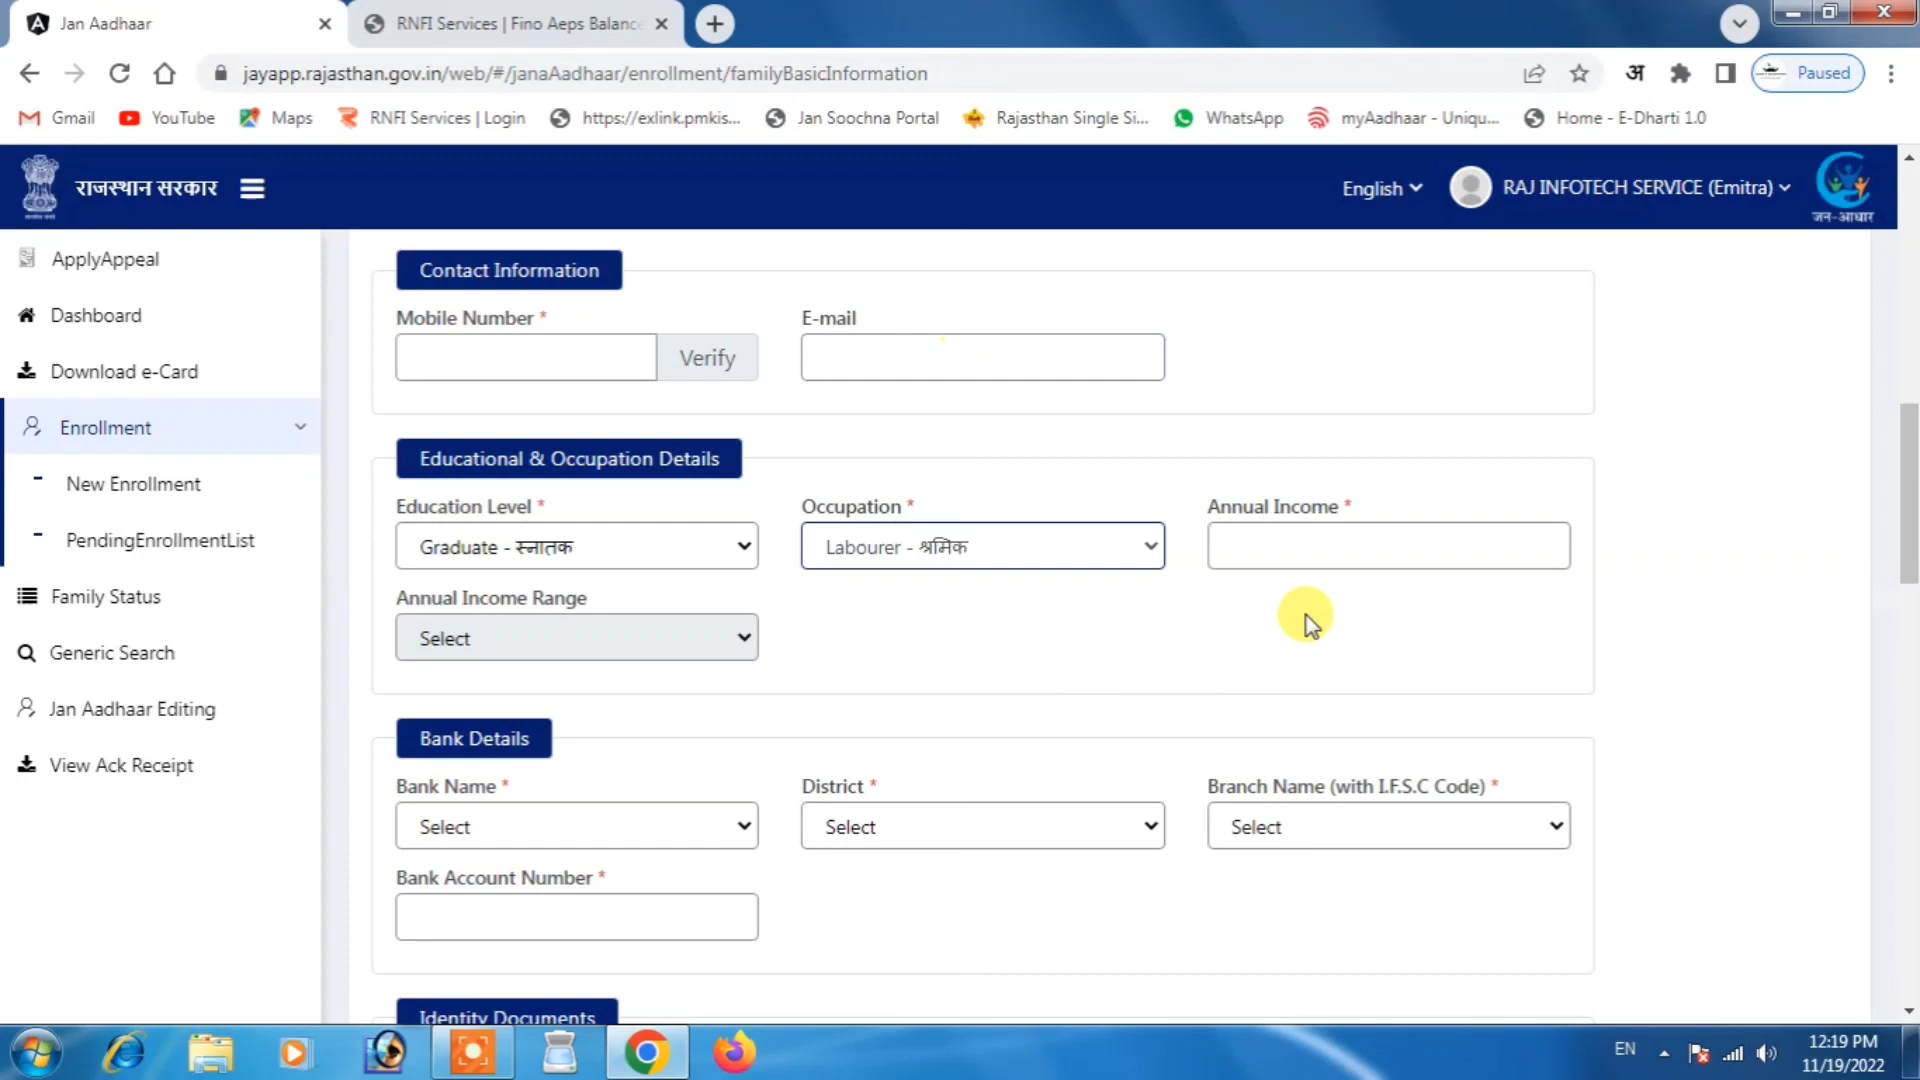 Jan Aadhaar
RNFI Services | Fino Aeps Balance
jayapp.rajasthan.gov.in/web/#/janaAadhaar/enrollment/familyBasicInformation
अ
Paused
Gmail
YouTube
Maps
RNFI Services | Login
https://exlink.pmkis...
Jan Soochna Portal
Rajasthan Single Si...
WhatsApp
myAadhaar - Uniqu...
Home - E-Dharti 1.0
राजस्थान सरकार
English
RAJ INFOTECH SERVICE (Emitra)
जन-आधार
ApplyAppeal
Dashboard
Download e-Card
Enrollment
New Enrollment
PendingEnrollmentList
Family Status
Generic Search
Jan Aadhaar Editing
View Ack Receipt
Contact Information
Mobile Number *
E-mail
Verify
Educational & Occupation Details
Education Level *
Occupation *
Annual Income *
Graduate - स्नातक
Labourer - श्रमिक
Annual Income Range
Select
Bank Details
Bank Name *
District *
Branch Name (with I.F.S.C Code) *
Select
Select
Select
Bank Account Number *
Identity Documents
EN
12:19 PM
11/19/2022